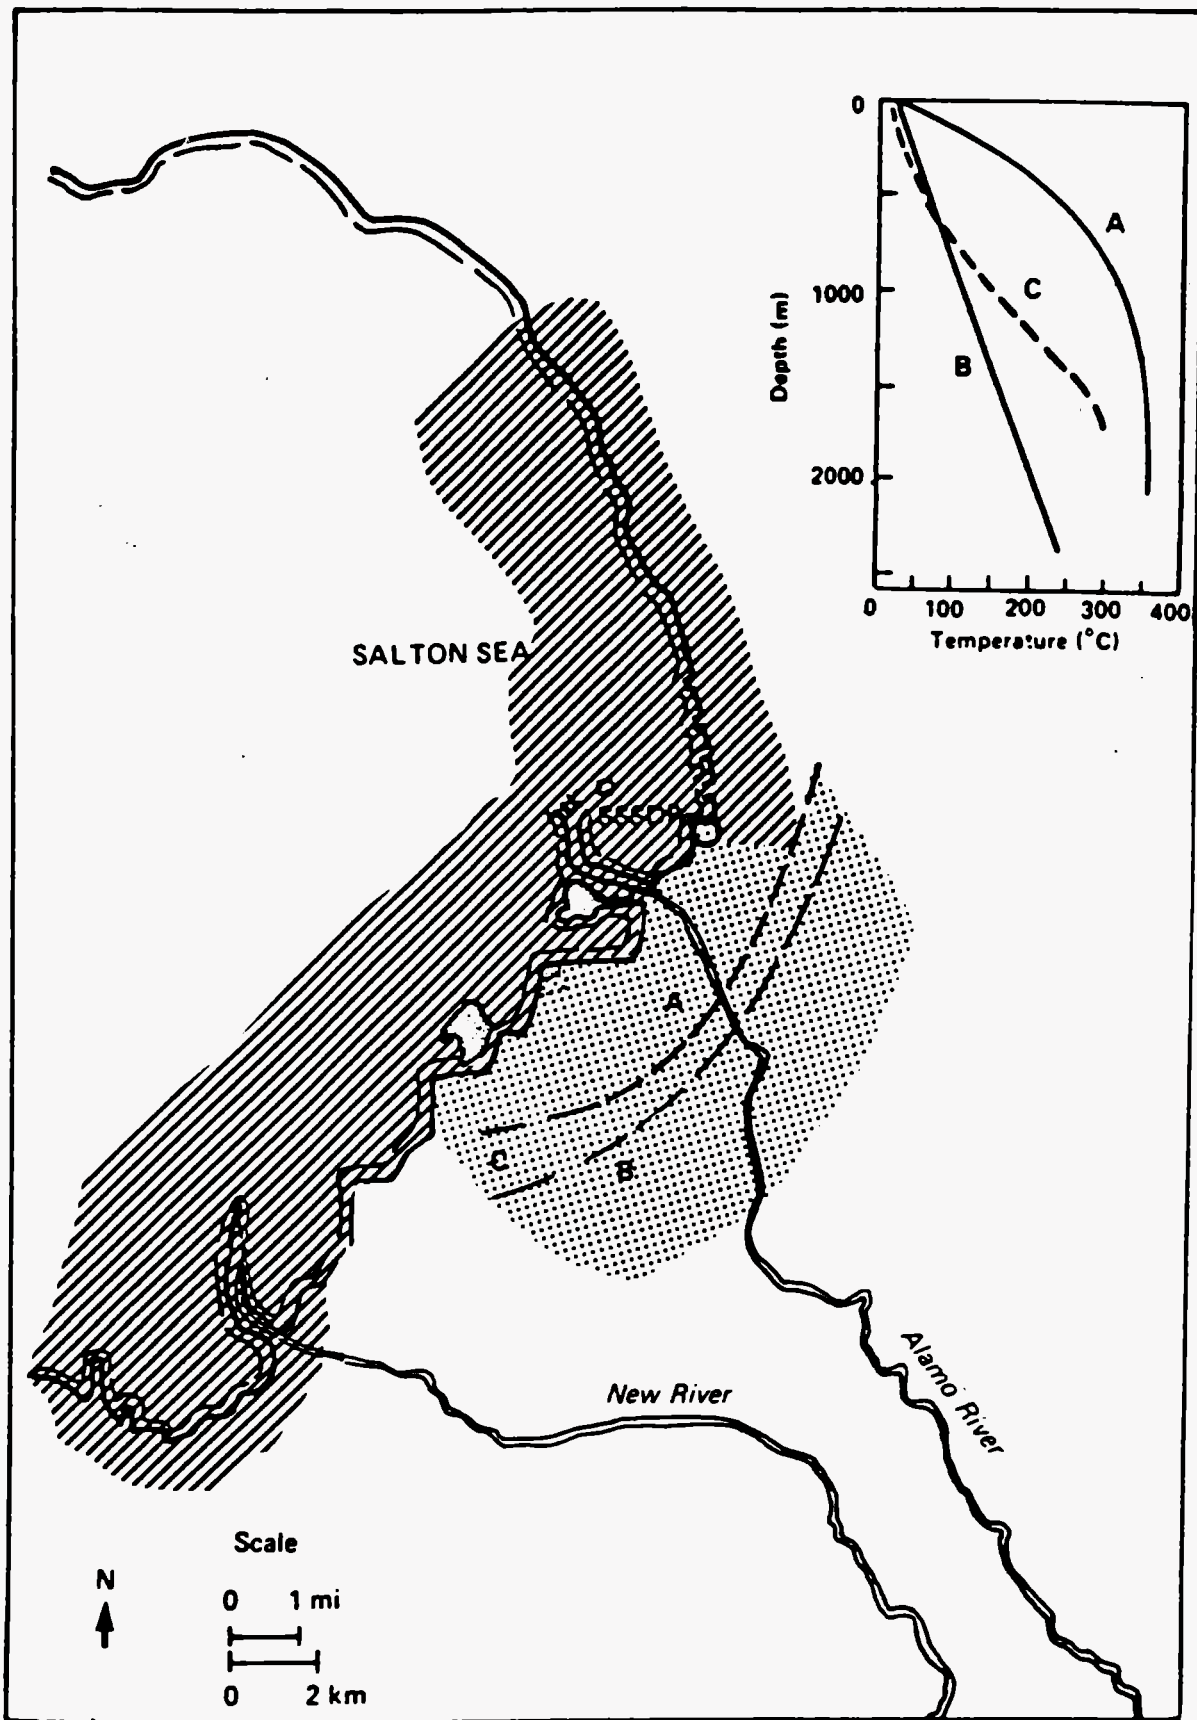 0
A
C
1000
B
2000
Depth (m)
0 100 200 300 400
Temperature (°C)
SALTON SEA
A
C
B
New River
Alamo River
Scale
N
0 1 mi
0 2 km